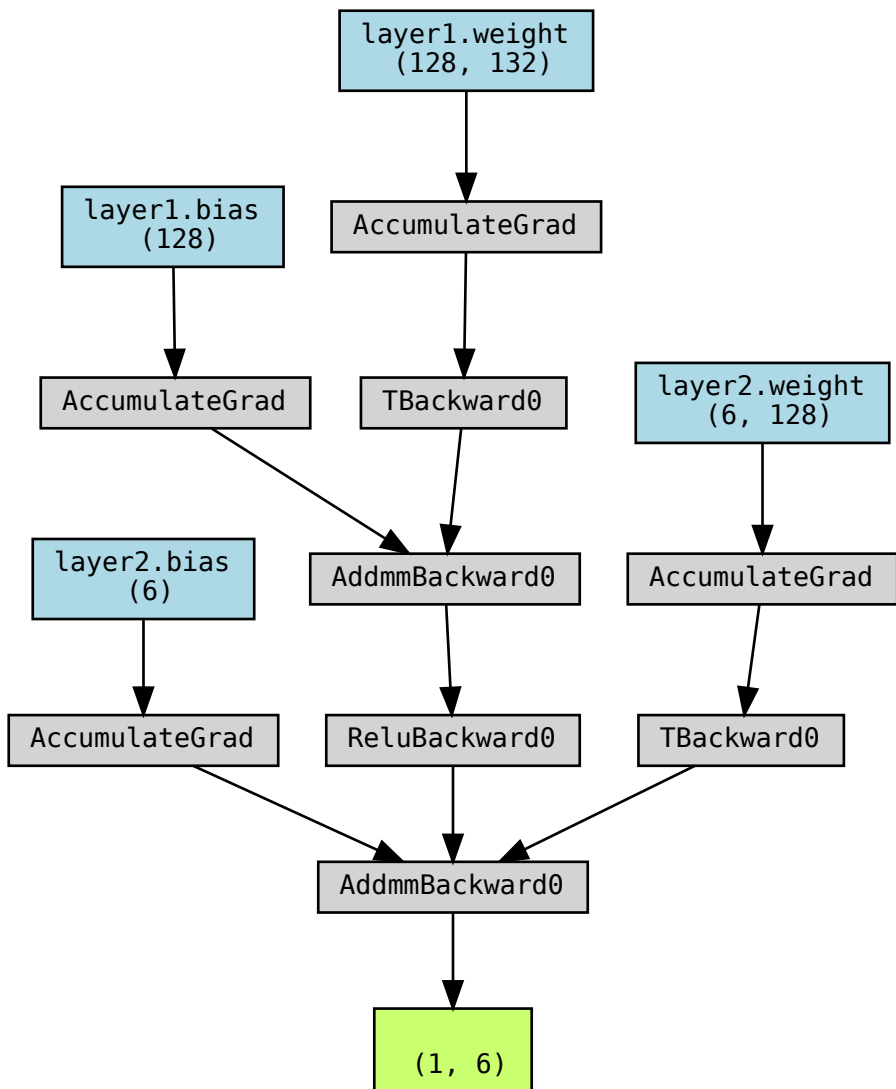 layer1.weight
(128, 132)
layer1.bias
(128)
AccumulateGrad
AccumulateGrad
TBackward0
layer2.weight
(6, 128)
layer2.bias
(6)
AddmmBackward0
AccumulateGrad
AccumulateGrad
ReluBackward0
TBackward0
AddmmBackward0
(1, 6)